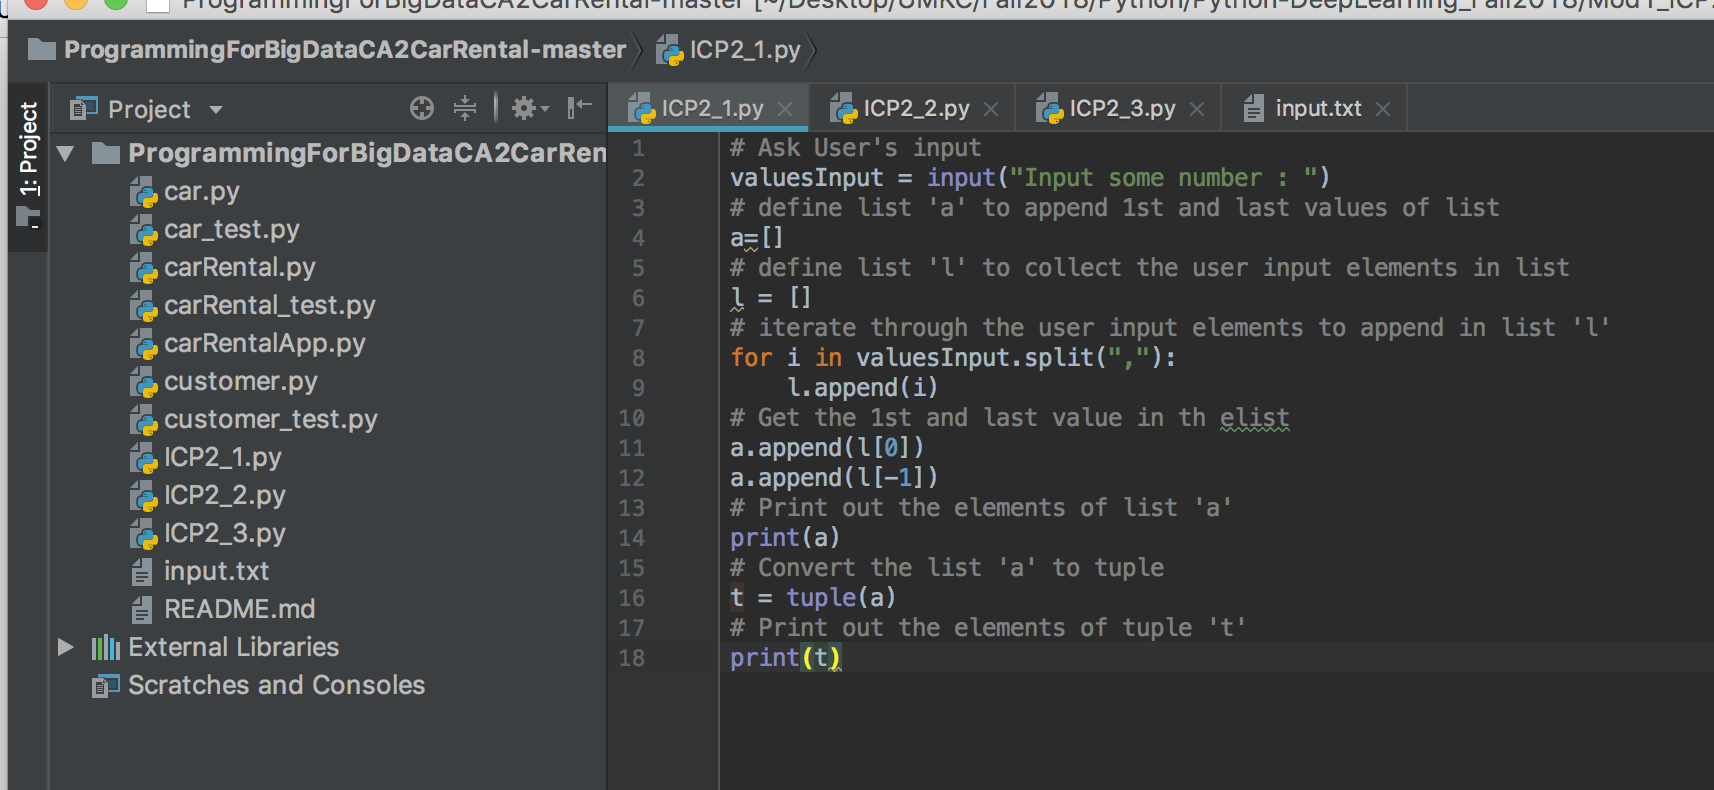 ProgrammingForBigDataCA2CarRental-master [~/Desktop/UMKC/Fall2018/Python/Python-DeepLearning_Fall2018/Mod1_ICP2
ProgrammingForBigDataCA2CarRental-master
ICP2_1.py
1: Project
Project
ICP2_1.py
ICP2_2.py
ICP2_3.py
input.txt
ProgrammingForBigDataCA2CarRen
car.py
car_test.py
carRental.py
carRental_test.py
carRentalApp.py
customer.py
customer_test.py
ICP2_1.py
ICP2_2.py
ICP2_3.py
input.txt
README.md
External Libraries
Scratches and Consoles
1 # Ask User's input
2 valuesInput = input("Input some number : ")
3 # define list 'a' to append 1st and last values of list
4 a=[]
5 # define list 'l' to collect the user input elements in list
6 l = []
7 # iterate through the user input elements to append in list 'l'
8 for i in valuesInput.split(","):
9     l.append(i)
10 # Get the 1st and last value in th elist
11 a.append(l[0])
12 a.append(l[-1])
13 # Print out the elements of list 'a'
14 print(a)
15 # Convert the list 'a' to tuple
16 t = tuple(a)
17 # Print out the elements of tuple 't'
18 print(t)